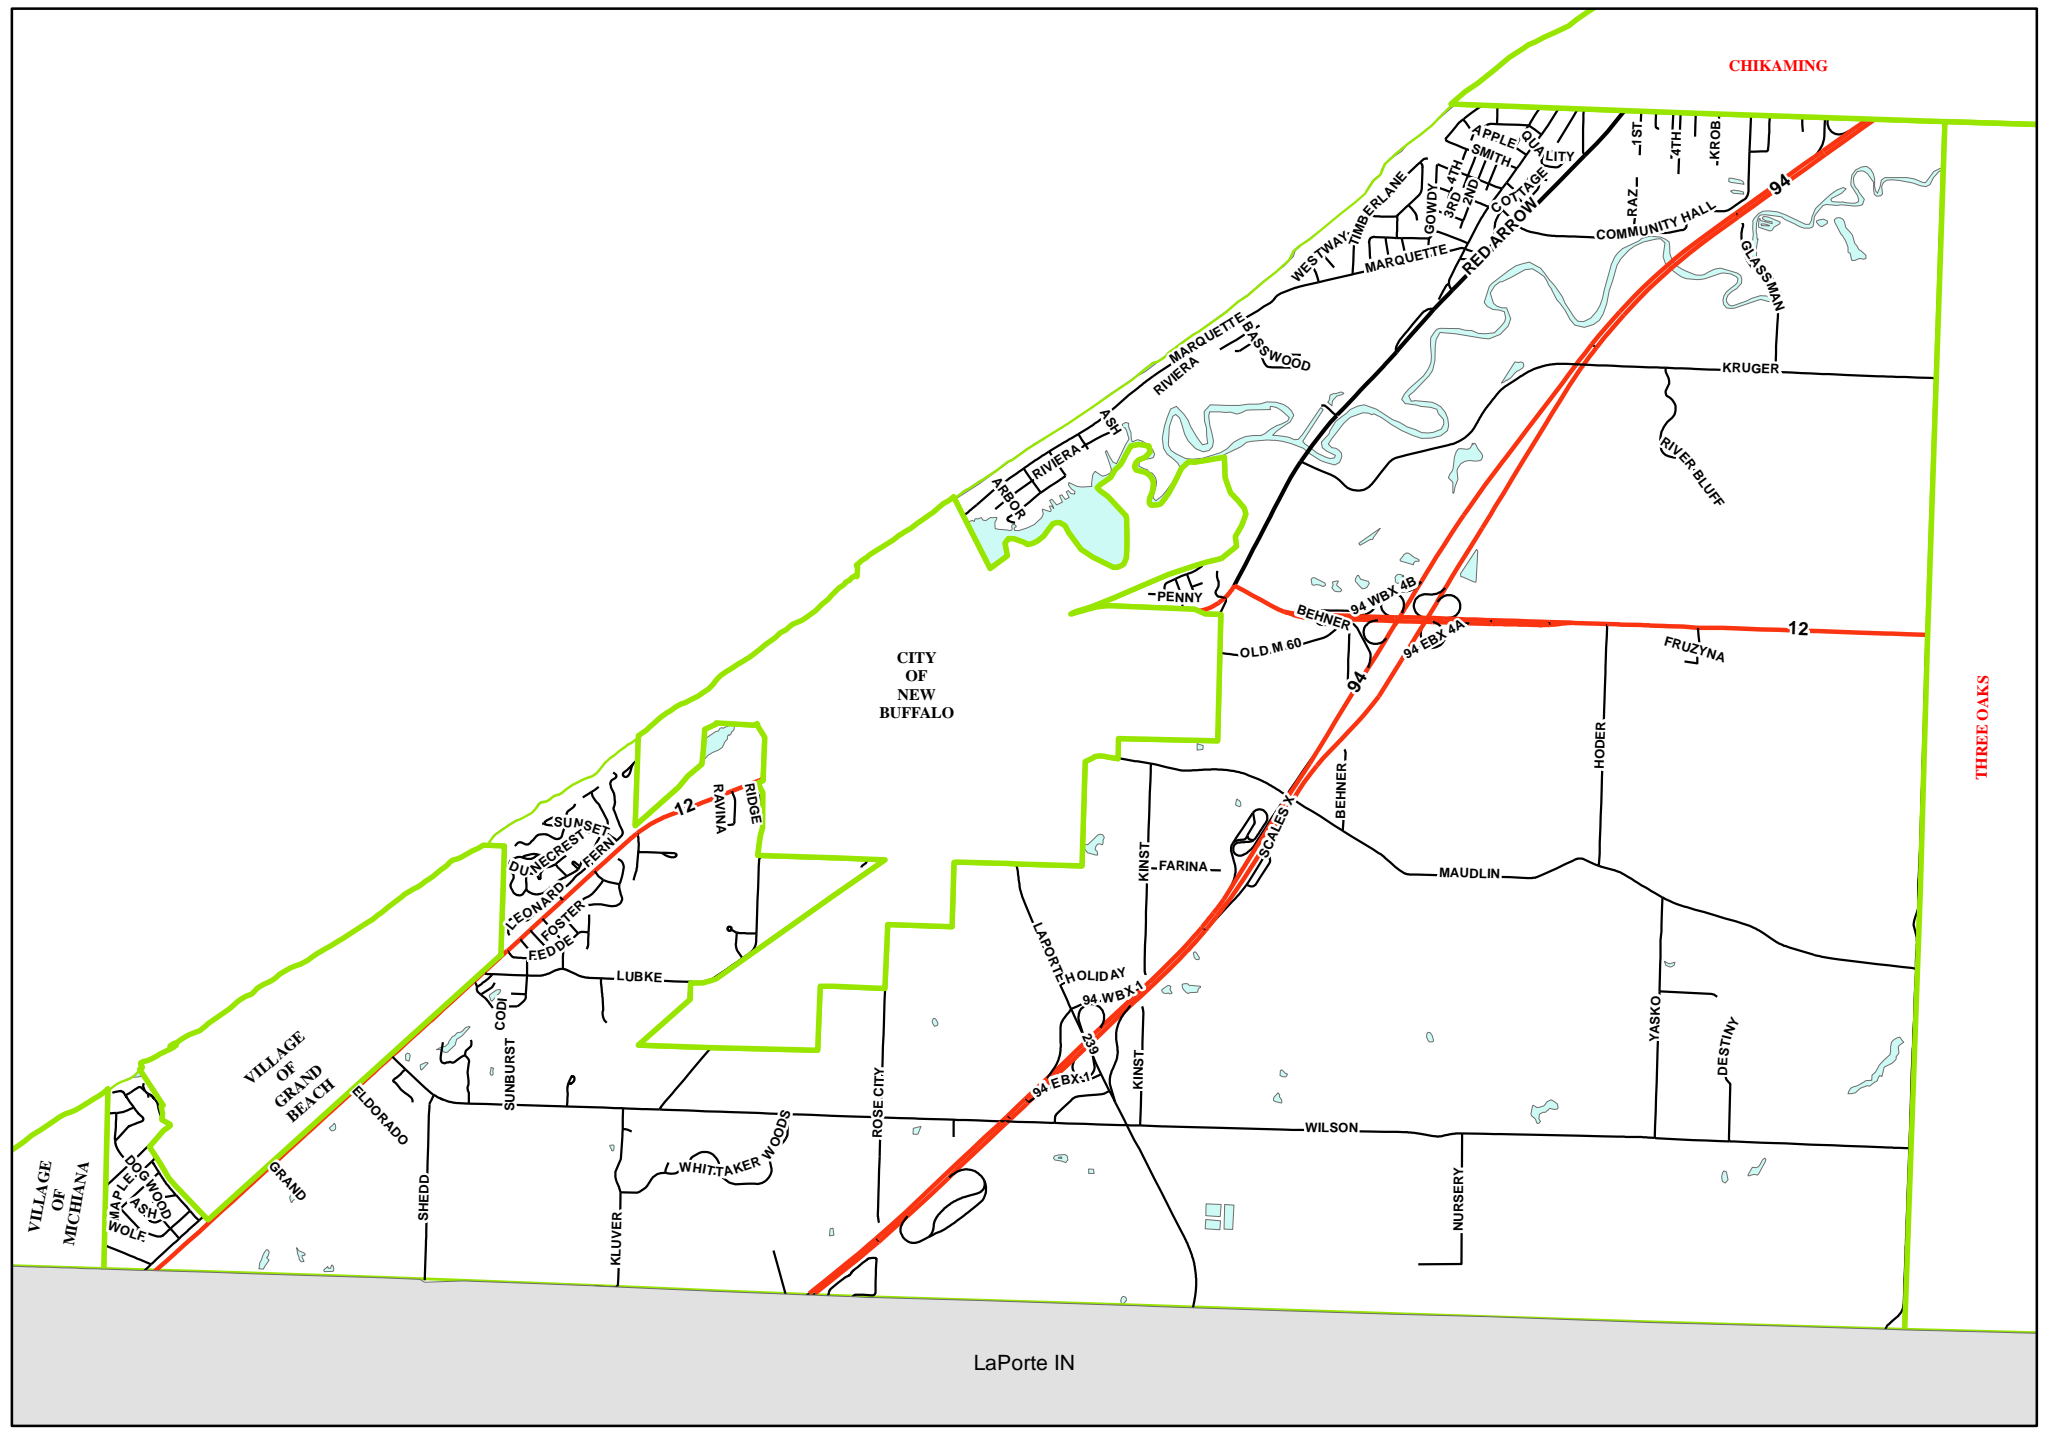 CHIKAMING
APPLE
QUALITY
SMITH
1ST
4TH
KROB
TIMBERLANE
GOWDY
3RD
4TH
2ND
COTTAGE
RAZ
94
WESTWAY
MARQUETTE
RED ARROW
COMMUNITY HALL
GLASSMAN
MARQUETTE
BASSWOOD
RIVIERA
KRUGER
ASH
RIVIERA
ARBOR
RIVER BLUFF
PENNY
BEHNER
94 WBX 4B
94 EBX 4A
12
OLD M 60
FRUZYNA
94
CITY
OF
NEW
BUFFALO
THREE OAKS
HODER
BEHNER
12
RAVINA
RIDGE
SUNSET
DUNECREST
FERN
LEONARD
FOSTER
FEDDE
SCALES X
KINST
FARINA
MAUDLIN
LUBKE
CODI
LAPORTE
HOLIDAY
94 WBX 1
239
94 EBX 1
KINST
YASKO
DESTINY
VILLAGE
OF
GRAND
BEACH
ELDORADO
SUNBURST
ROSE CITY
WILSON
WHITTAKER WOODS
GRAND
VILLAGE
OF
MICHIANA
DOGWOOD
MAPLE
ASH
WOLF
SHEDD
KLUVER
NURSERY
LaPorte IN